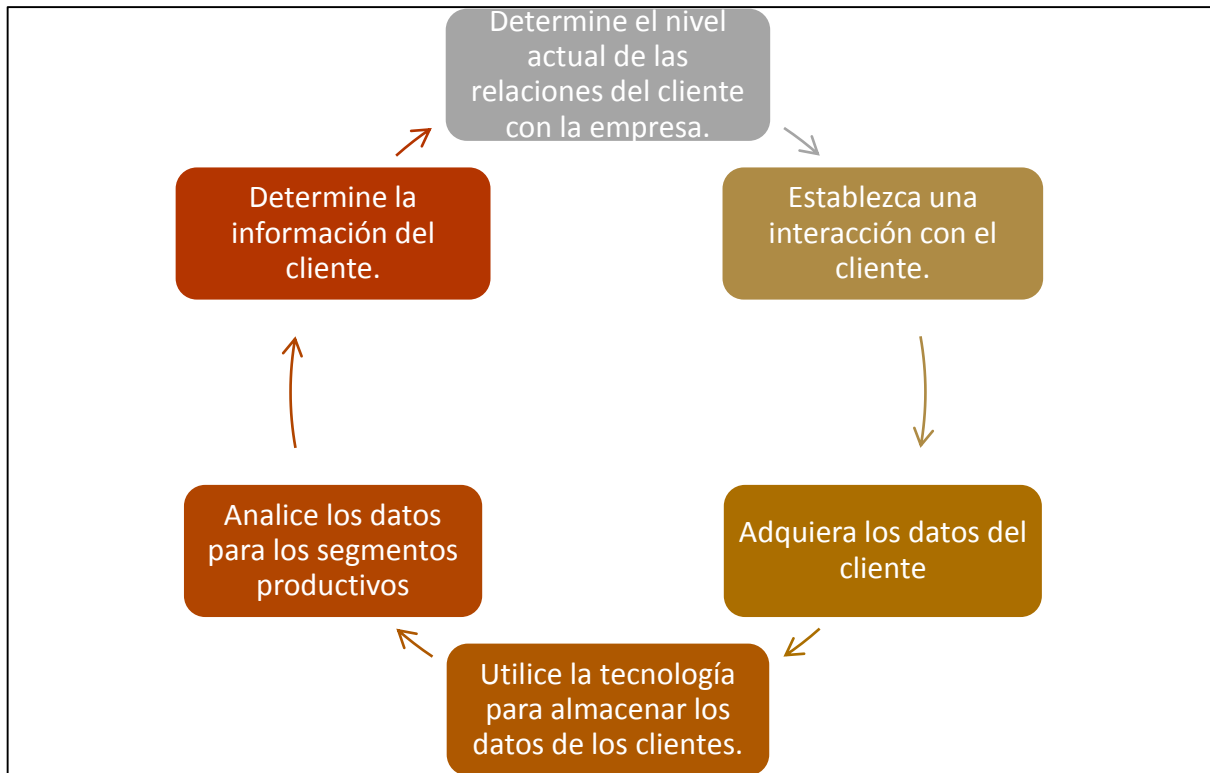 Determine el nivel
actual de las
relaciones del cliente
con la empresa.
Establezca una
interacción con el
cliente.
Adquiera los datos del
cliente
Utilice la tecnología
para almacenar los
datos de los clientes.
Analice los datos
para los segmentos
productivos
Determine la
información del
cliente.